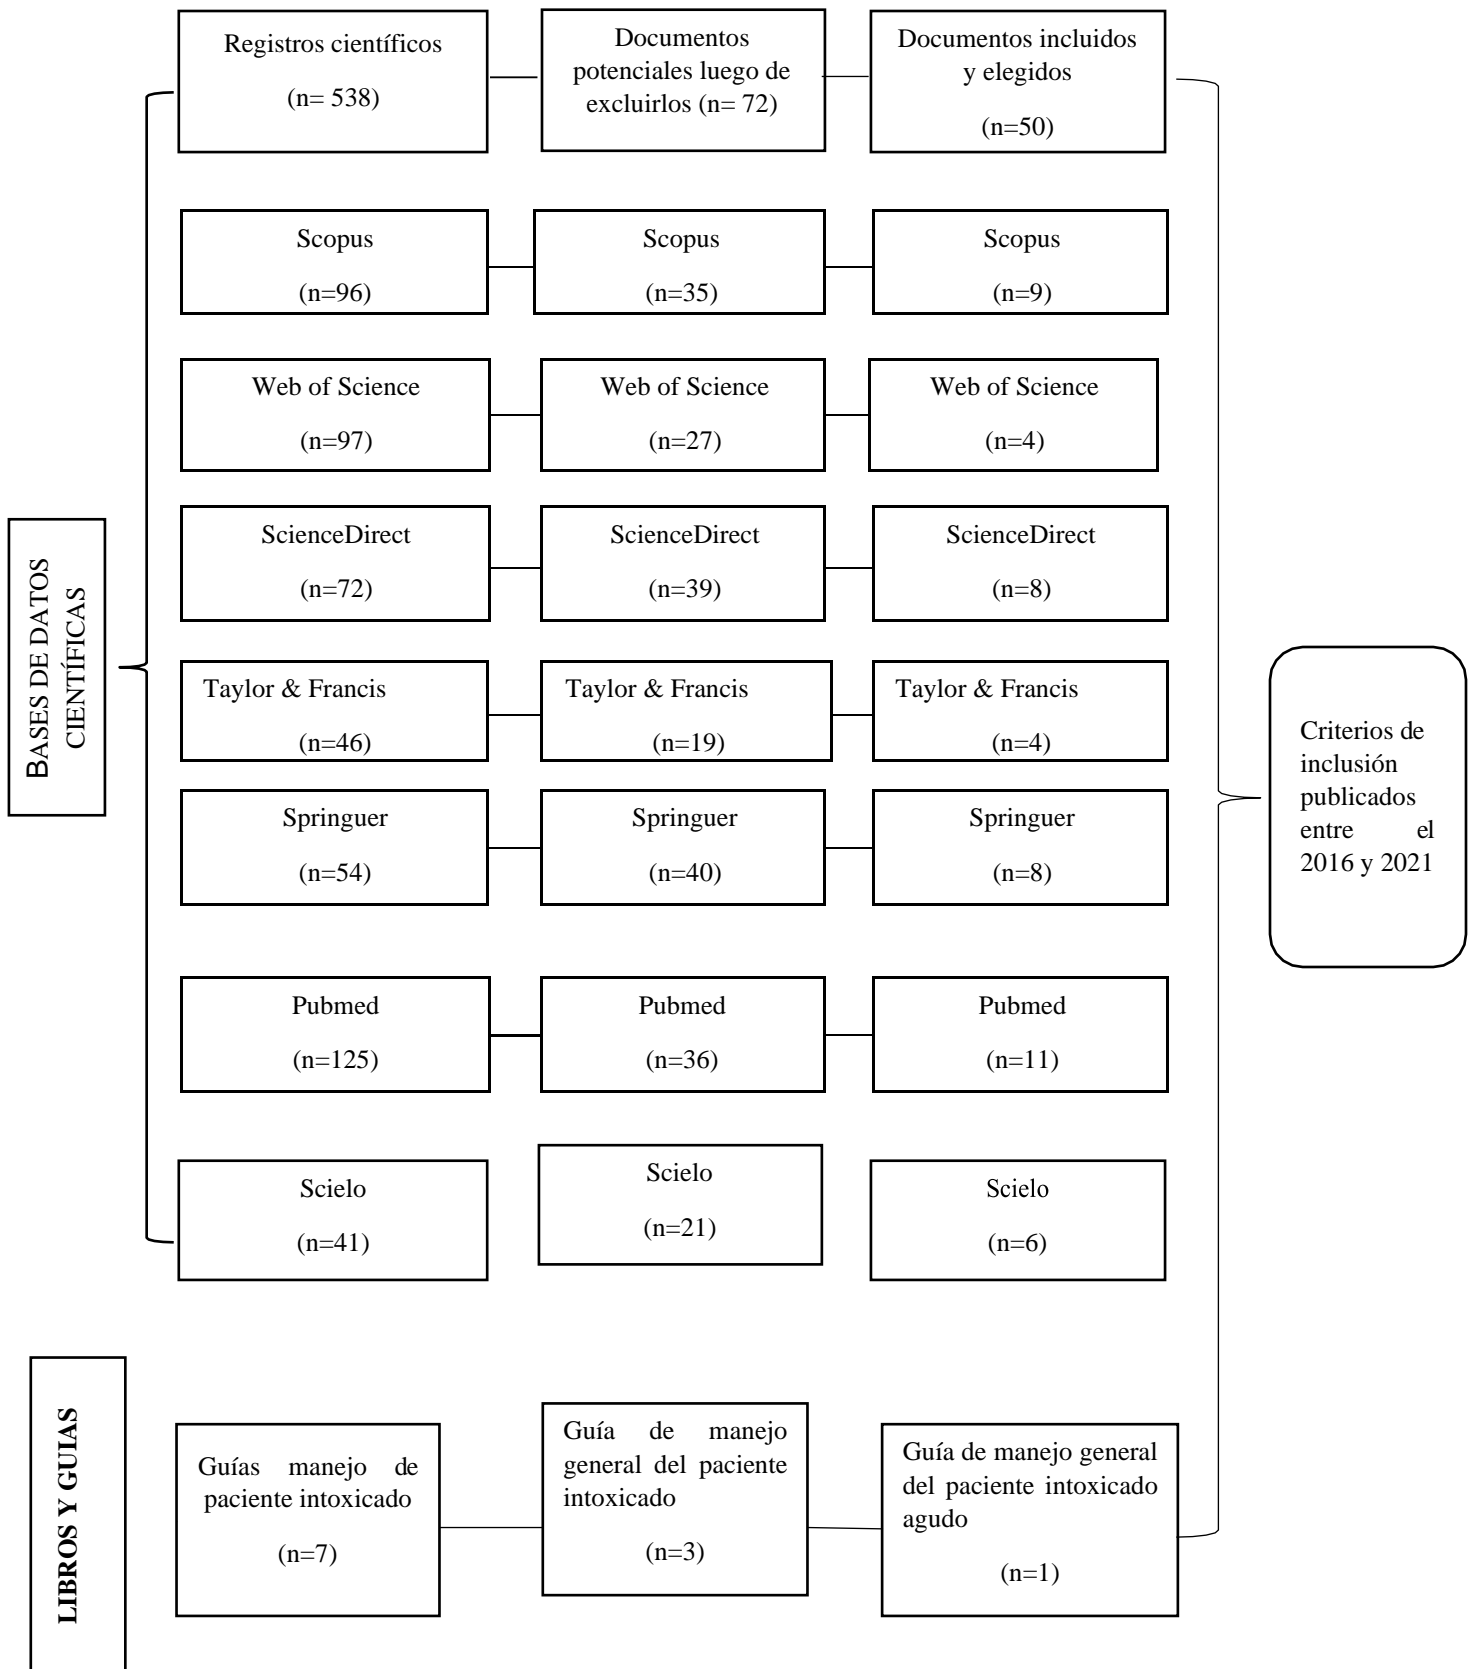 Registros científicos
(n= 538)
Documentos
potenciales luego de
excluirlos (n= 72)
Documentos incluidos
y elegidos
(n=50)
Scopus
(n=96)
Scopus
(n=35)
Scopus
(n=9)
Web of Science
(n=97)
Web of Science
(n=27)
Web of Science
(n=4)
BASES DE DATOS
CIENTÍFICAS
ScienceDirect
(n=72)
ScienceDirect
(n=39)
ScienceDirect
(n=8)
Taylor & Francis
(n=46)
Taylor & Francis
(n=19)
Taylor & Francis
(n=4)
Springuer
(n=54)
Springuer
(n=40)
Springuer
(n=8)
Criterios de
inclusión
publicados
entre el
2016 y 2021
Pubmed
(n=125)
Pubmed
(n=36)
Pubmed
(n=11)
Scielo
(n=41)
Scielo
(n=21)
Scielo
(n=6)
LIBROS Y GUIAS
Guías manejo de
paciente intoxicado
(n=7)
Guía de manejo
general del paciente
intoxicado
(n=3)
Guía de manejo general
del paciente intoxicado
agudo
(n=1)